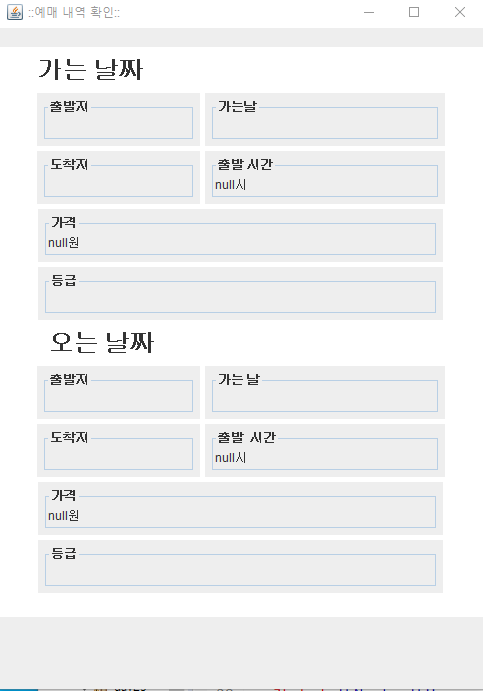 ::예매 내역 확인::
가는 날짜
출발지 가는날
도착지 출발 시간
null시
가격
null원
등급
오는 날짜
출발지 가는 날
도착지 출발 시간
null시
가격
null원
등급